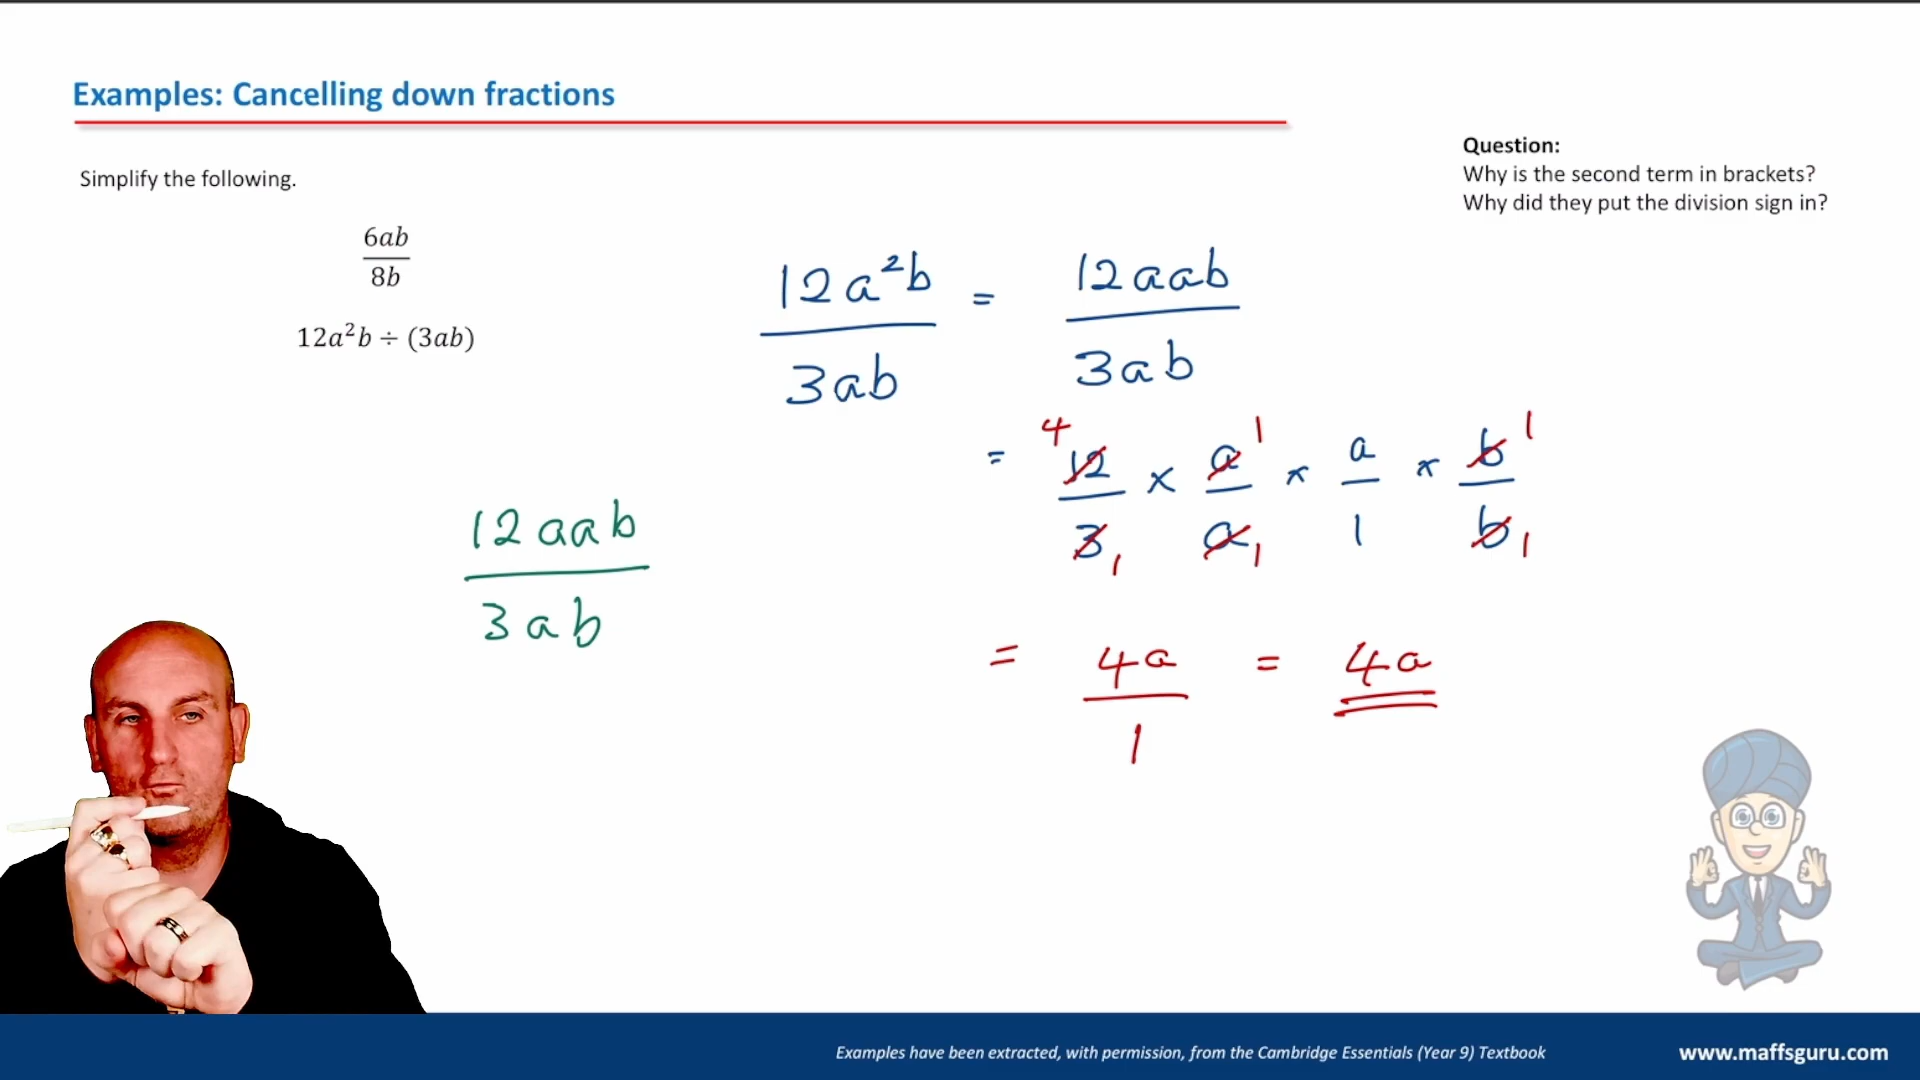 Examples: Cancelling down fractions
Question:
Why is the second term in brackets?
Why did they put the division sign in?
Simplify the following.
6ab
8b
12a²b ÷ (3ab)
12a²b = 12aab
3ab 3ab
= 4 12 × a 1 × a × b 1
3 1 a 1 1 b 1
12aab
3ab
= 4a = 4a
1
Examples have been extracted, with permission, from the Cambridge Essentials (Year 9) Textbook
www.maffsguru.com